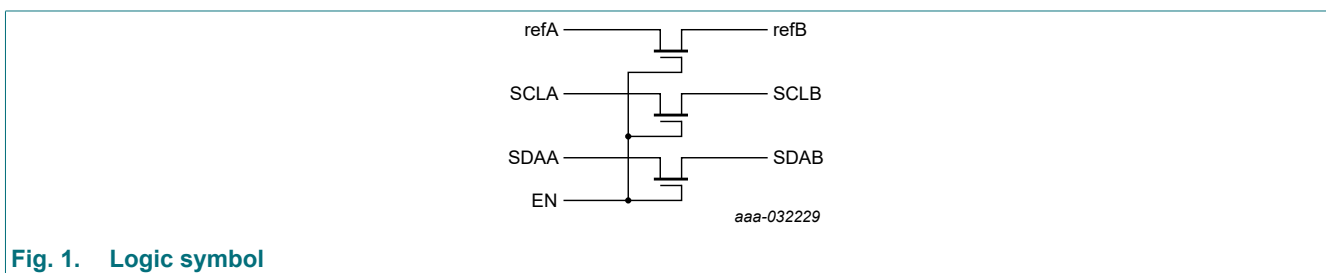 refA refB
SCLA SCLB
SDAA SDAB
EN
aaa-032229
Fig. 1. Logic symbol